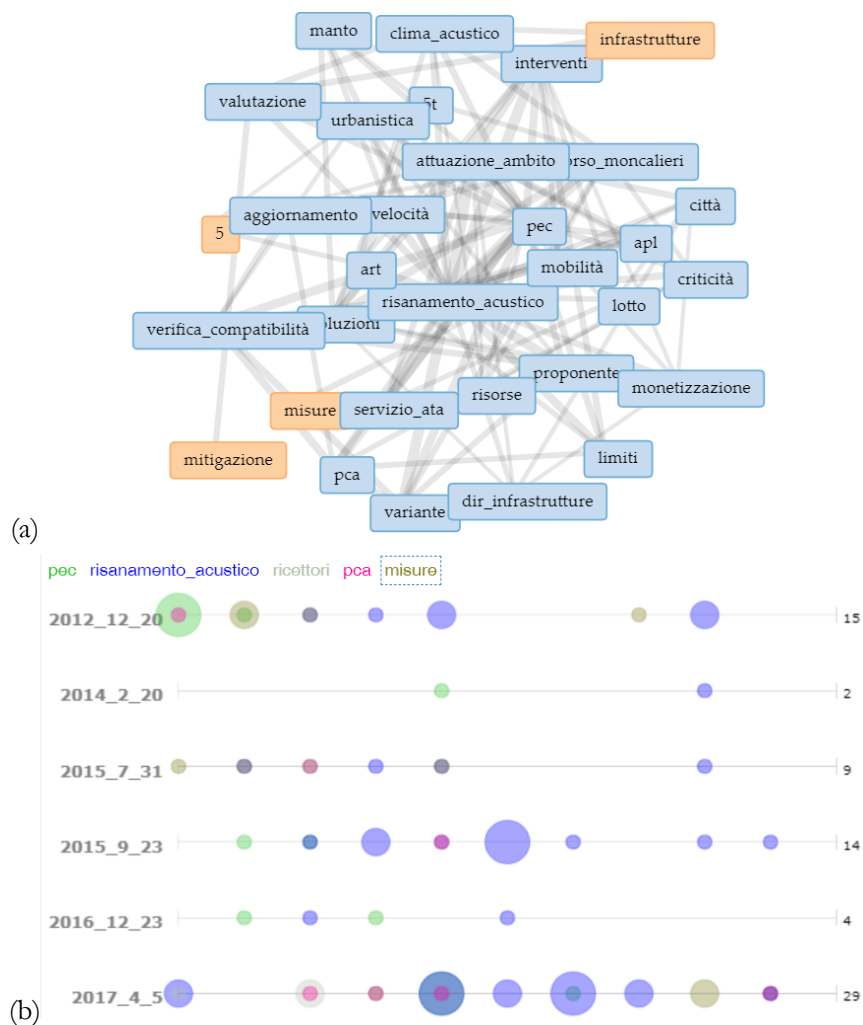 manto
clima_acustico
infrastrutture
interventi
valutazione
5t
urbanistica
attuazione_ambito
orso_moncalieri
città
5
aggiornamento
velocità
pec
apl
art
mobilità
criticità
risanamento_acustico
lotto
verifica_compatibilità
oluzioni
proponente
monetizzazione
misure
servizio_ata
risorse
mitigazione
pca
limiti
variante
dir_infrastrutture
(a)
pec risanamento_acustico ricettori pca misure
2012_12_20 15
2014_2_20 2
2015_7_31 9
2015_9_23 14
2016_12_23 4
2017_4_5 29
(b)